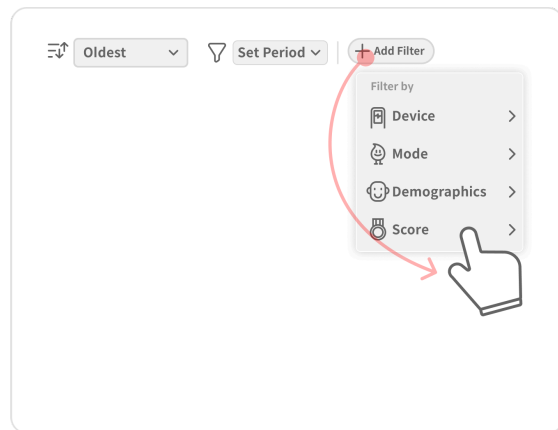 Oldest
Set Period
Add Filter
Filter by
Device
Mode
Demographics
Score